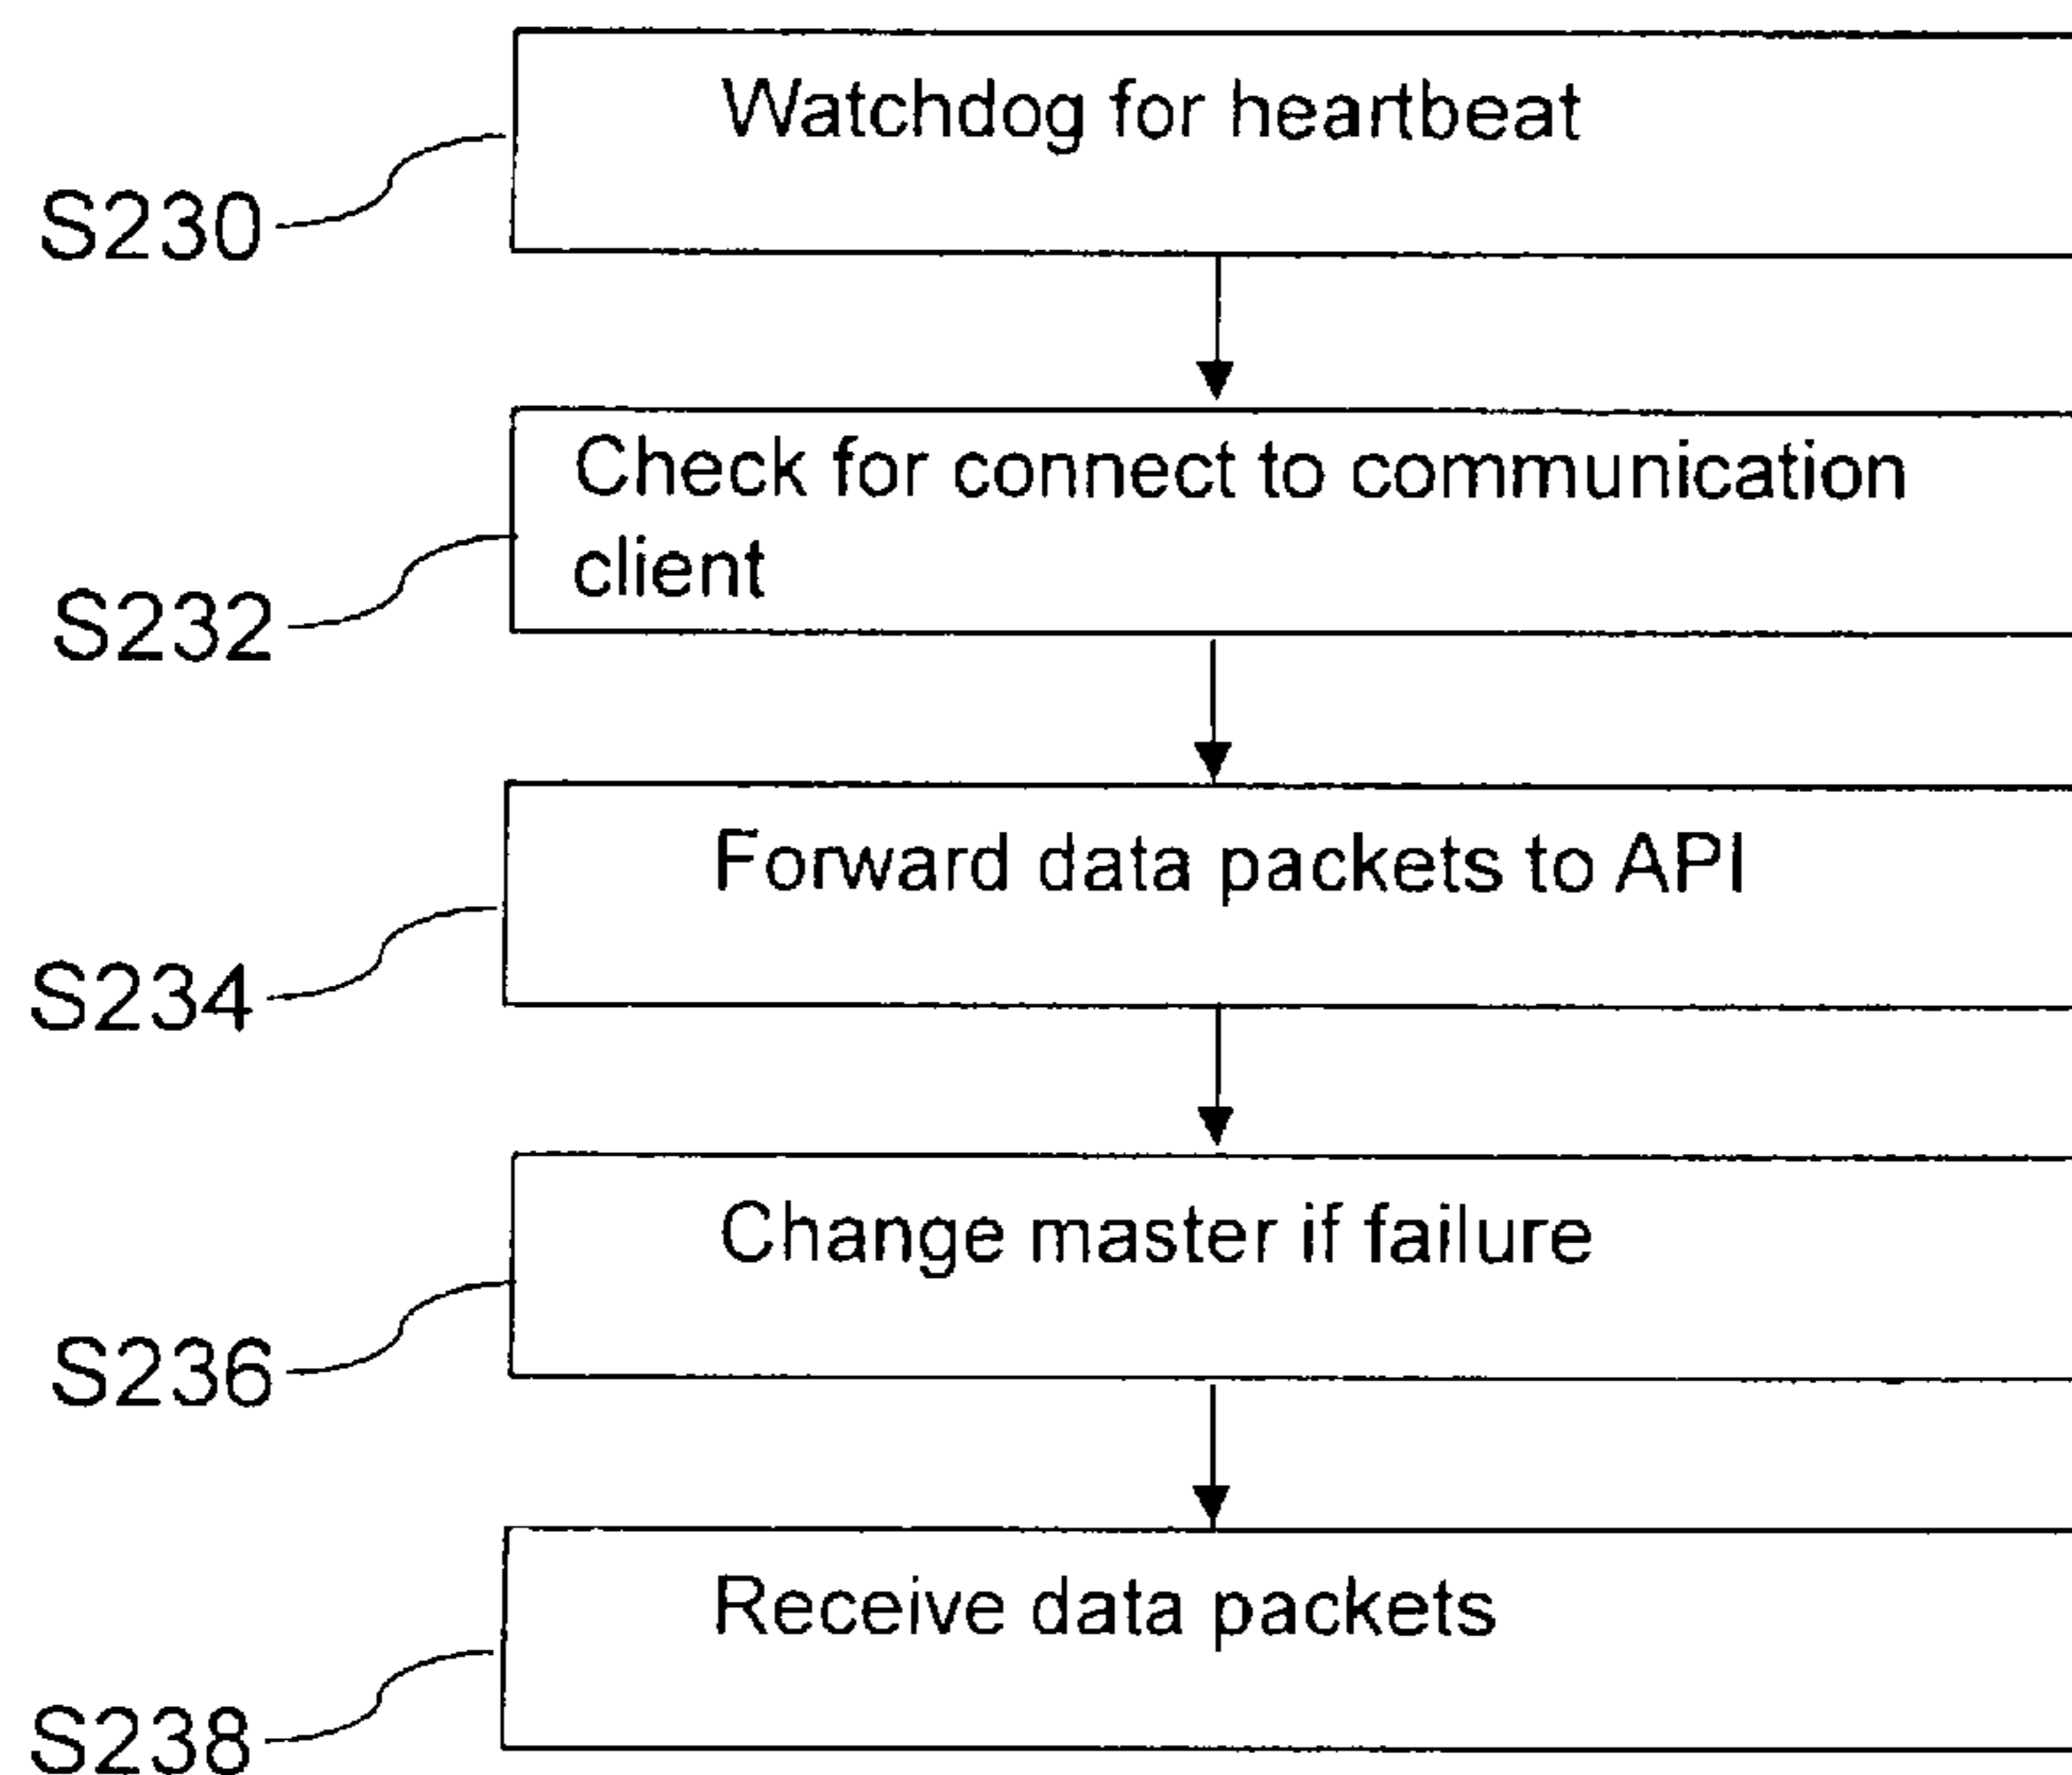 Watchdog for heartbeat
S230
Check for connect to communication
client
S232
Forward data packets to API
S234
Change master if failure
S236
Receive data packets
S238